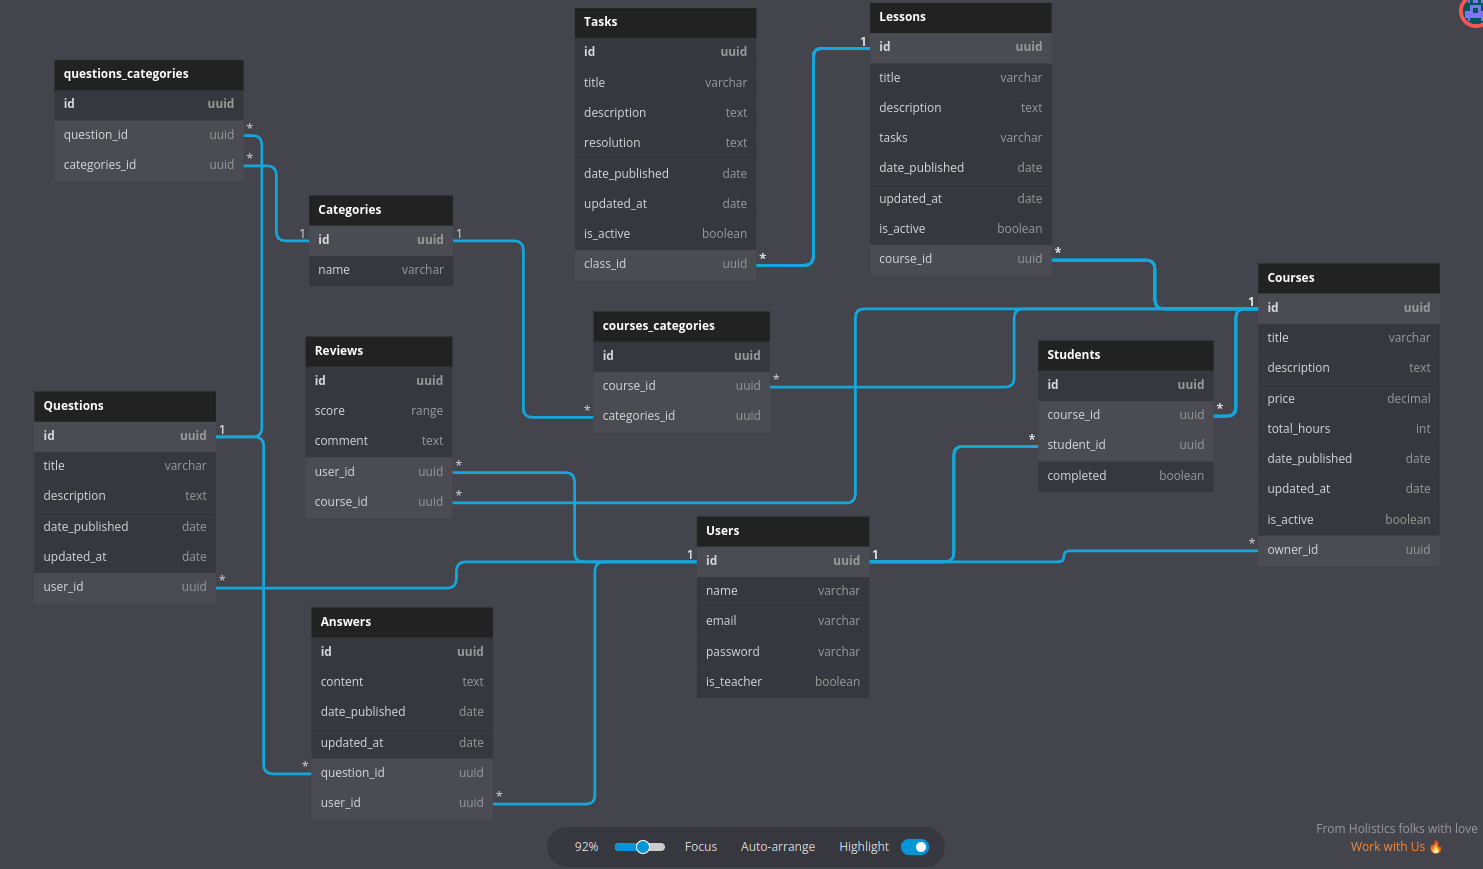 questions_categories
id uuid
question_id uuid *
categories_id uuid *
Categories
1 id uuid 1
name varchar
Tasks
id uuid
title varchar
description text
resolution text
date_published date
updated_at date
is_active boolean
class_id uuid *
Lessons
1 id uuid
title varchar
description text
tasks varchar
date_published date
updated_at date
is_active boolean
course_id uuid *
Courses
1 id uuid
title varchar
description text
price decimal
total_hours int
date_published date
updated_at date
is_active boolean
* owner_id uuid
courses_categories
id uuid
course_id uuid *
* categories_id uuid
Students
id uuid
course_id uuid *
* student_id uuid
completed boolean
Reviews
id uuid
score range
comment text
user_id uuid *
course_id uuid *
Questions
id uuid 1
title varchar
description text
date_published date
updated_at date
user_id uuid *
Users
1 id uuid 1
name varchar
email varchar
password varchar
is_teacher boolean
Answers
id uuid
content text
date_published date
updated_at date
* question_id uuid
user_id uuid *
92% Focus Auto-arrange Highlight
From Holistics folks with love
Work with Us 🔥